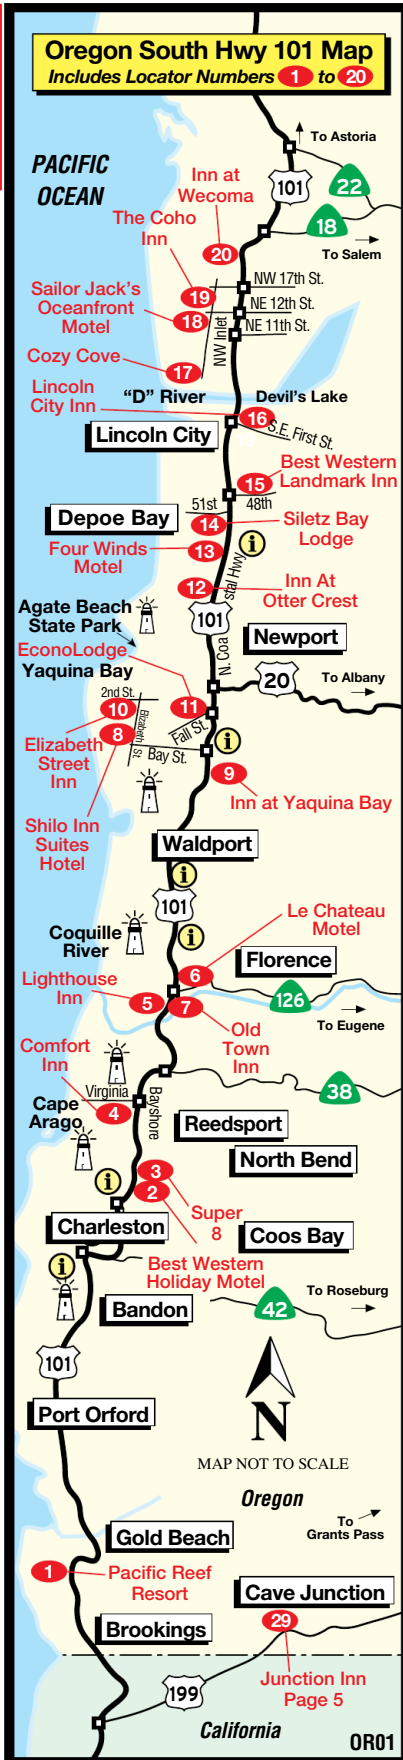 Oregon South Hwy 101 Map
Includes Locator Numbers 1 to 20
To Astoria
PACIFIC
OCEAN
101
22
Inn at
Wecoma
18
The Coho
Inn
20
To Salem
NW 17th St.
19
Sailor Jack's
Oceanfront
Motel
18
NE 12th St.
NE 11th St.
NW Inlet
Cozy Cove
17
"D" River
Devil's Lake
Lincoln
City Inn
16
S.E. First St.
Lincoln City
Best Western
Landmark Inn
15
51st
48th
Depoe Bay
14
Siletz Bay
Lodge
Four Winds
Motel
13
i
12
Inn At
Otter Crest
N. Coa
stal Hwy
101
Agate Beach
State Park
Newport
EconoLodge
Yaquina Bay
20
To Albany
2nd St.
10
11
Elizabeth St.
Fall St.
8
Bay St.
i
Elizabeth
Street
Inn
9
Inn at Yaquina Bay
Shilo Inn
Suites
Hotel
Waldport
i
101
Le Chateau
Motel
Coquille
River
i
Florence
6
Lighthouse
Inn
5
7
126
To Eugene
Old
Town
Inn
Comfort
Inn
38
Virginia
Bayshore
4
Cape
Arago
Reedsport
North Bend
3
2
i
Super
8
Charleston
Coos Bay
Best Western
Holiday Motel
i
Bandon
To Roseburg
42
101
N
Port Orford
MAP NOT TO SCALE
Oregon
To
Grants Pass
Gold Beach
1
Pacific Reef
Resort
Cave Junction
29
Brookings
Junction Inn
Page 5
199
California
OR01